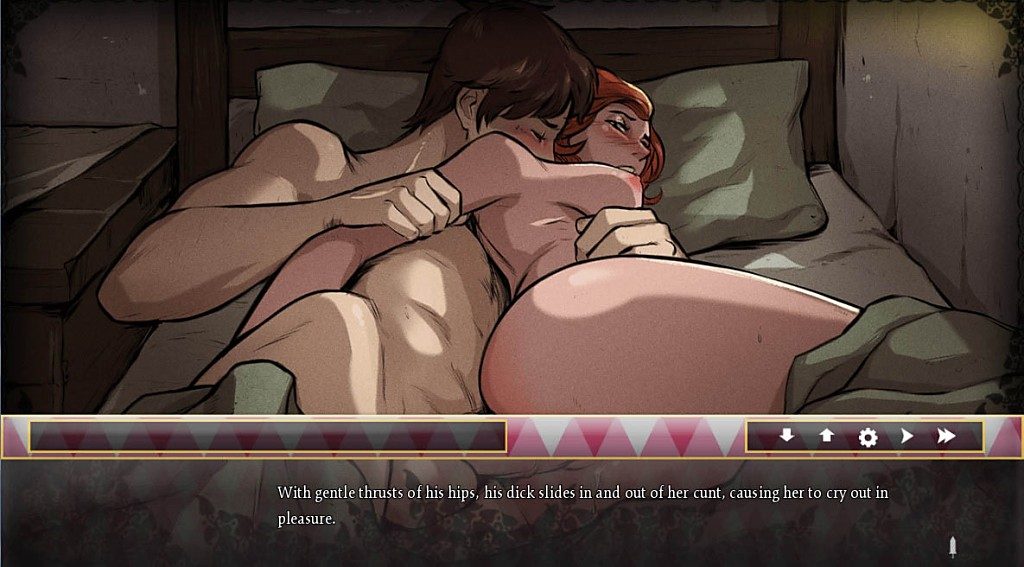 With gentle thrusts of his hips, his dick slides in and out of her cunt, causing her to cry out in
pleasure.